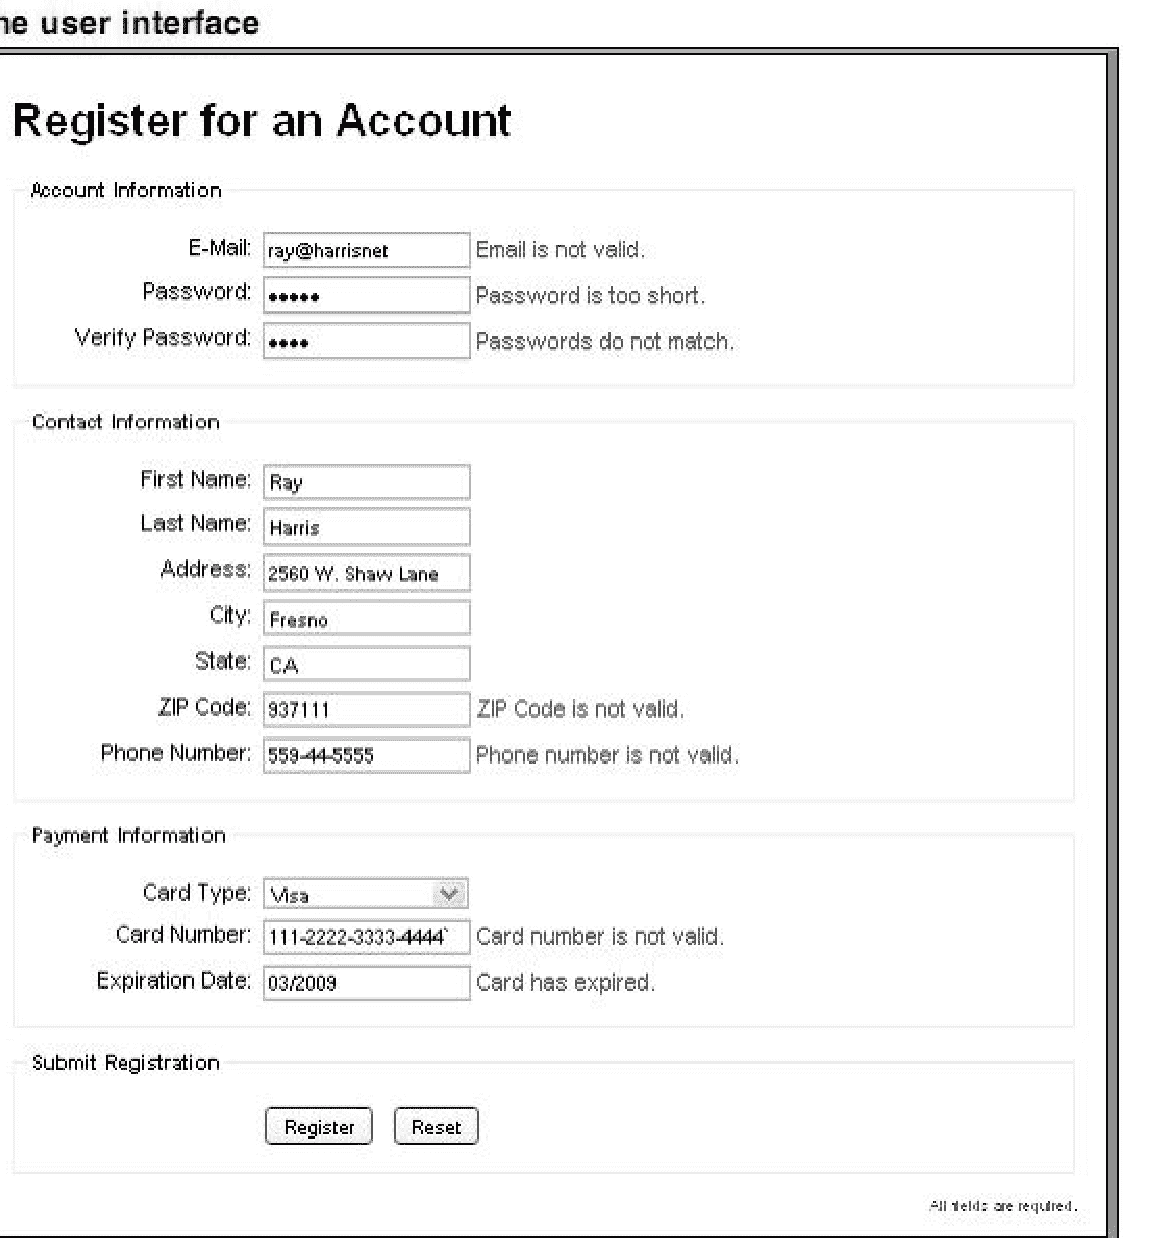 he user interface
Register for an Account
Account Information
E-Mail: ray@harrisnet Email is not valid.
Password: ••••• Password is too short.
Verify Password: •••• Passwords do not match.
Contact Information
First Name: Ray
Last Name: Harris
Address: 2560 W. Shaw Lane
City: Fresno
State: CA
ZIP Code: 937111 ZIP Code is not valid.
Phone Number: 559-44-5555 Phone number is not valid.
Payment Information
Card Type: Visa
Card Number: 111-2222-3333-4444` Card number is not valid.
Expiration Date: 03/2009 Card has expired.
Submit Registration
Register Reset
All fields are required.